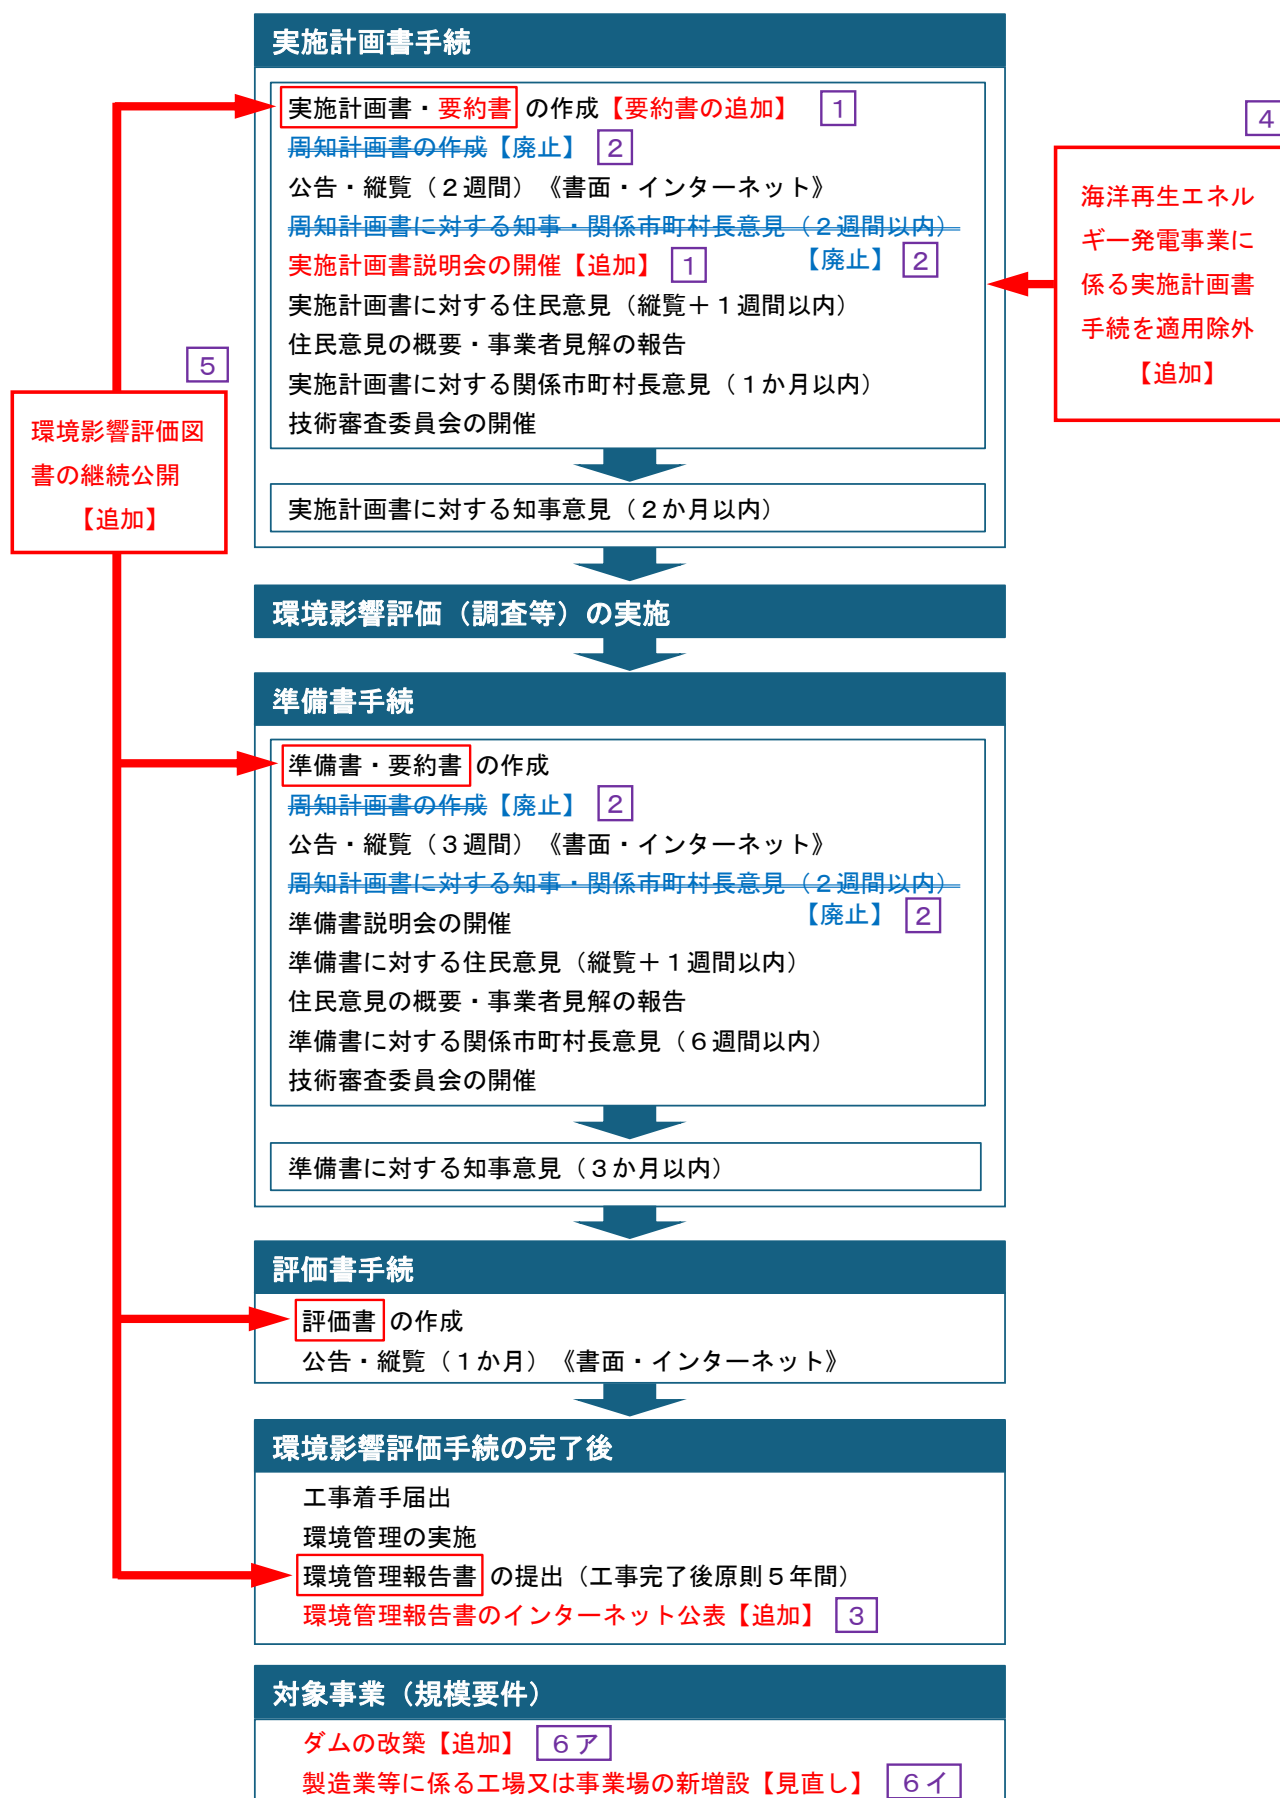 実施計画書手続
実施計画書・要約書 の作成【要約書の追加】 1
周知計画書の作成【廃止】 2
公告・縦覧（２週間）《書面・インターネット》
周知計画書に対する知事・関係市町村長意見（２週間以内）
【廃止】 2
実施計画書説明会の開催【追加】 1
実施計画書に対する住民意見（縦覧＋１週間以内）
住民意見の概要・事業者見解の報告
実施計画書に対する関係市町村長意見（１か月以内）
技術審査委員会の開催
実施計画書に対する知事意見（２か月以内）
4
海洋再生エネル
ギー発電事業に
係る実施計画書
手続を適用除外
【追加】
5
環境影響評価図
書の継続公開
【追加】
環境影響評価（調査等）の実施
準備書手続
準備書・要約書 の作成
周知計画書の作成【廃止】 2
公告・縦覧（３週間）《書面・インターネット》
周知計画書に対する知事・関係市町村長意見（２週間以内）
【廃止】 2
準備書説明会の開催
準備書に対する住民意見（縦覧＋１週間以内）
住民意見の概要・事業者見解の報告
準備書に対する関係市町村長意見（６週間以内）
技術審査委員会の開催
準備書に対する知事意見（３か月以内）
評価書手続
評価書 の作成
公告・縦覧（１か月）《書面・インターネット》
環境影響評価手続の完了後
工事着手届出
環境管理の実施
環境管理報告書 の提出（工事完了後原則５年間）
環境管理報告書のインターネット公表【追加】 3
対象事業（規模要件）
ダムの改築【追加】 ６ア
製造業等に係る工場又は事業場の新増設【見直し】 ６イ